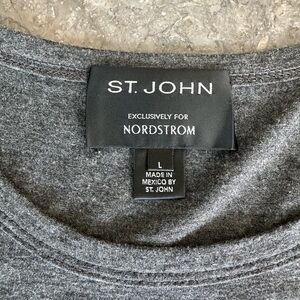 ST. JOHN
EXCLUSIVELY FOR
NORDSTROM
L
MADE IN
MEXICO BY
ST. JOHN